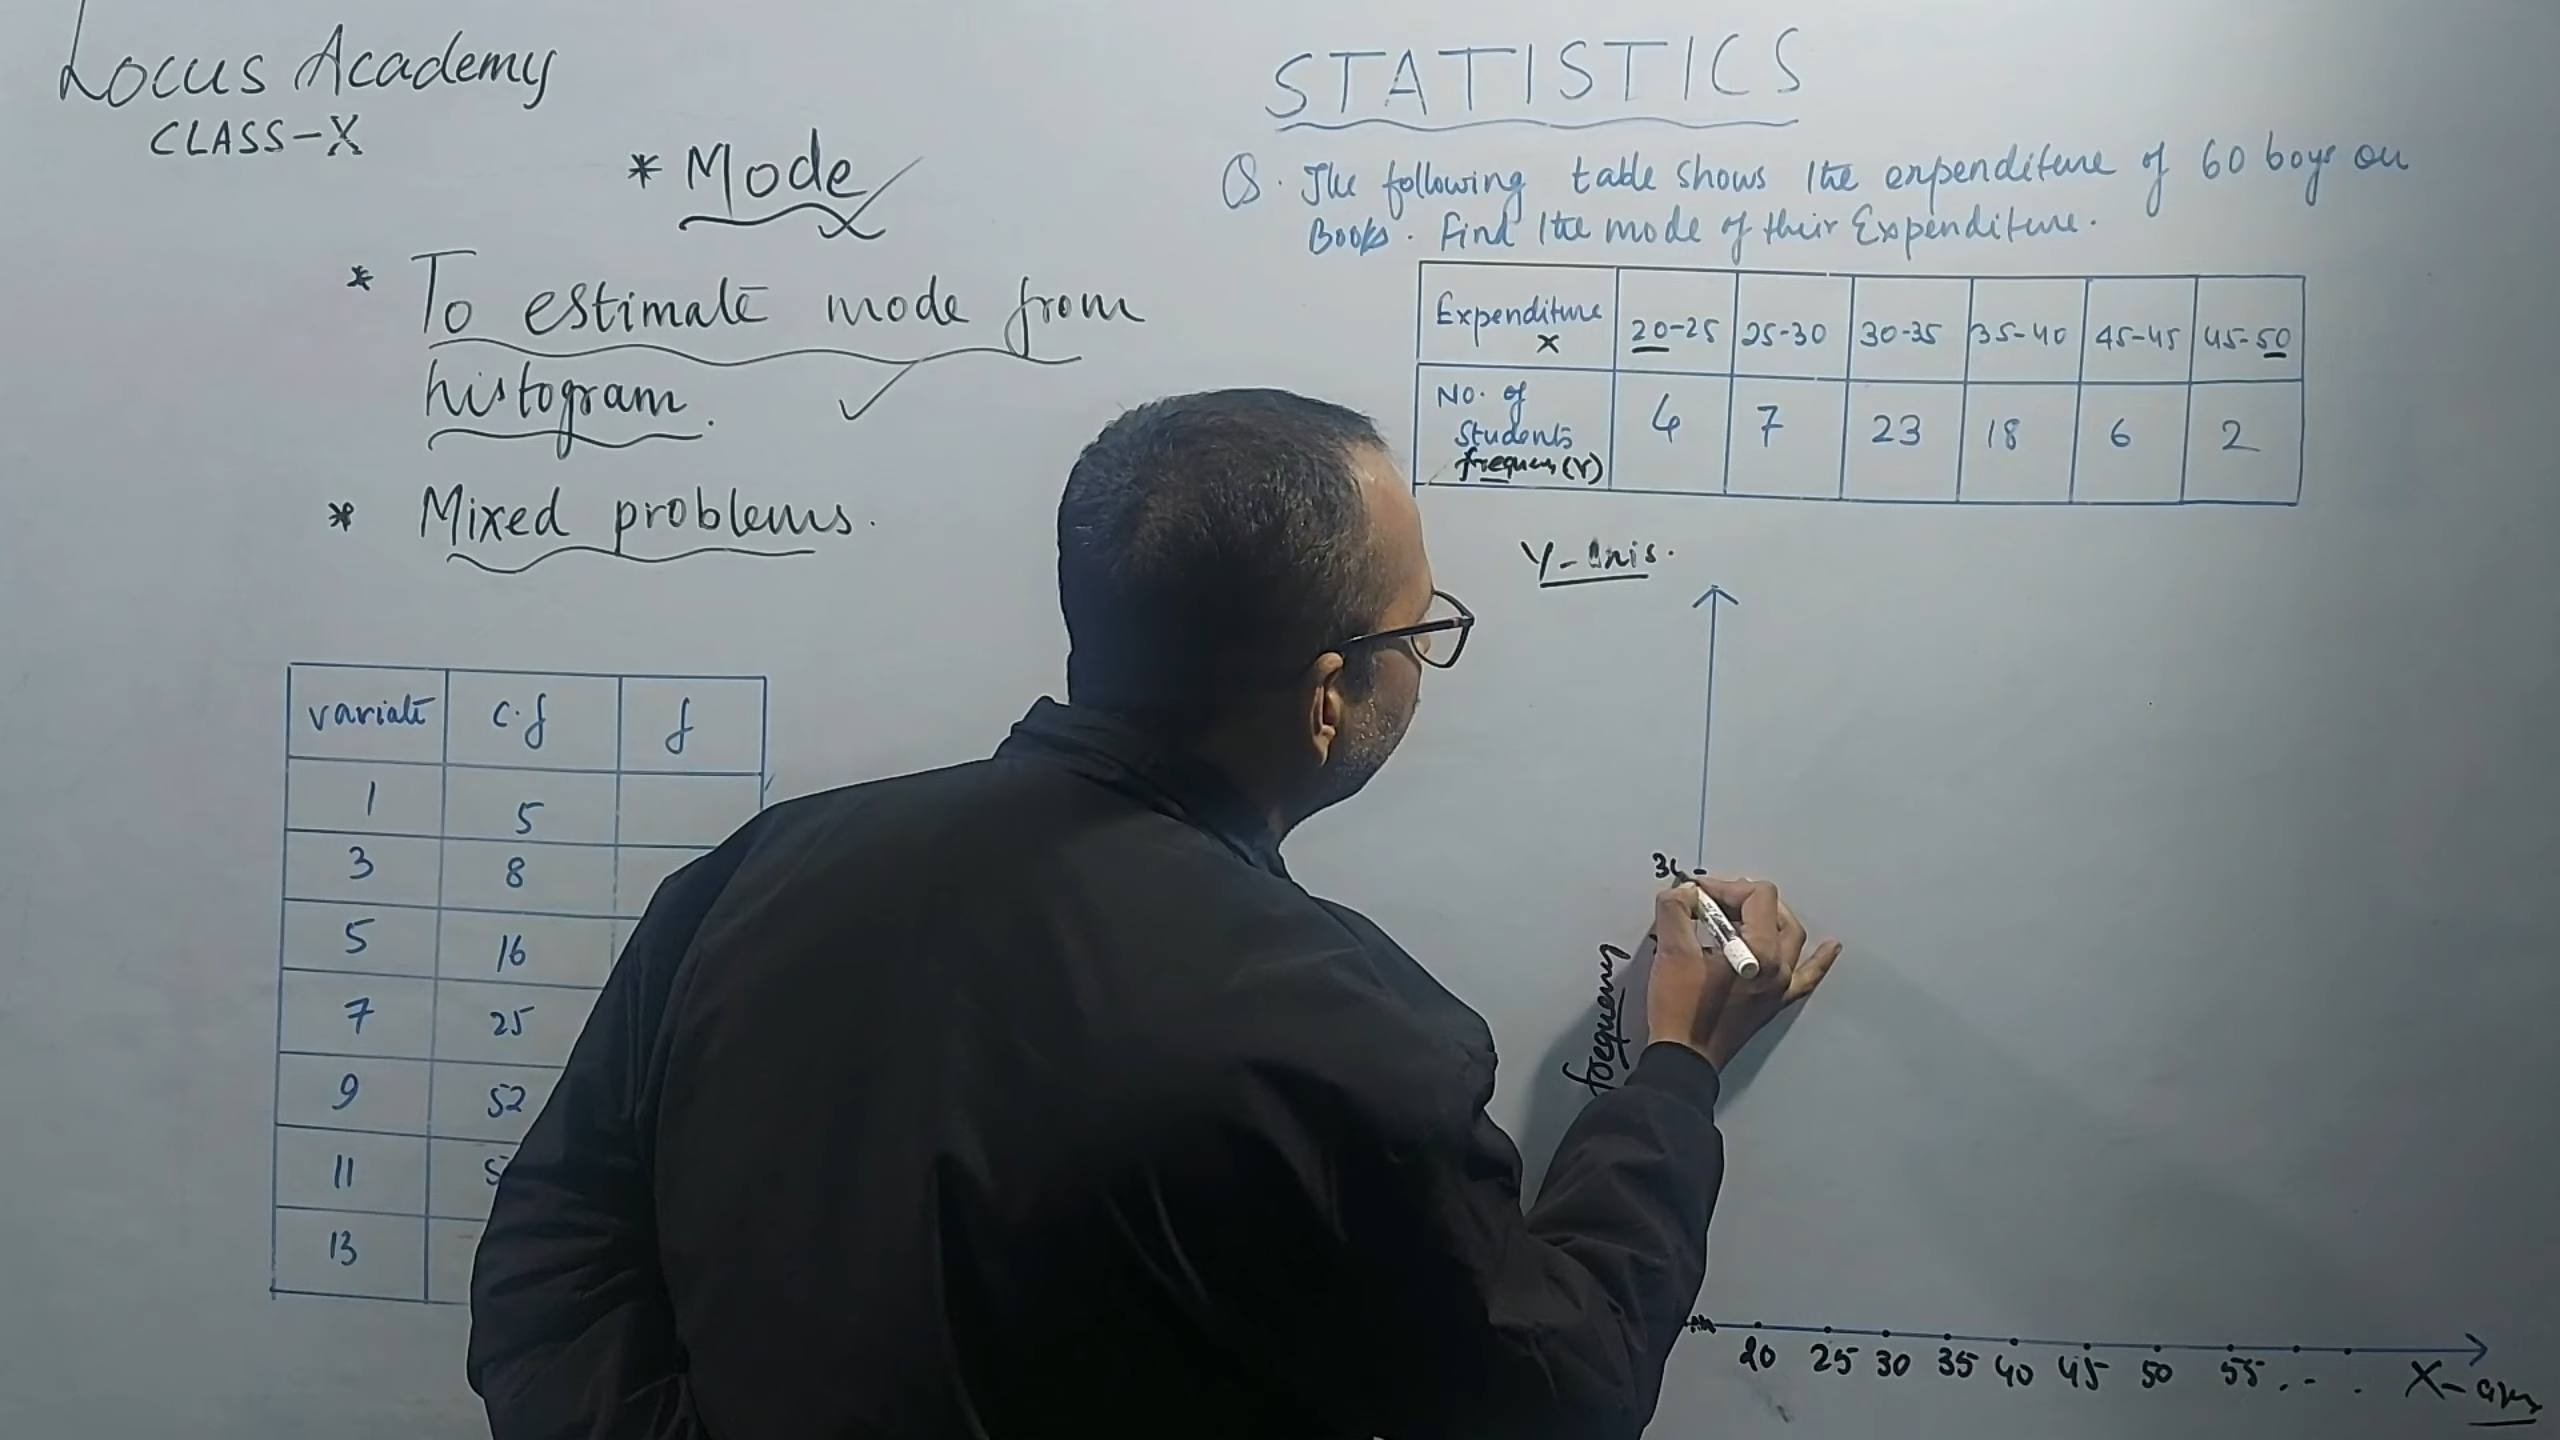 Locus Academy
CLASS-X
* Mode
* To estimate mode from
histogram.
* Mixed problems.
variate c.f f
1 5
3 8
5 16
7 25
9 52
11
13
STATISTICS
Q. The following table shows the expenditure of 60 boys on
Books. Find the mode of their Expenditure.
Expenditure X 20-25 25-30 30-35 35-40 45-45 45-50
No. of Students frequency (Y) 4 7 23 18 6 2
Y-Axis.
frequency
20 25 30 35 40 45 50 55 . - .
X-axis